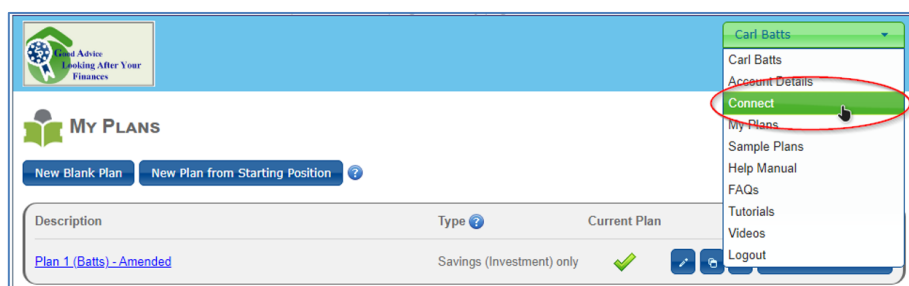 Good Advice
Looking After Your
Finances
Carl Batts
Carl Batts
Account Details
Connect
My Plans
Sample Plans
Help Manual
FAQs
Tutorials
Videos
Logout
My Plans
New Blank Plan New Plan from Starting Position ?
Description Type ? Current Plan
Plan 1 (Batts) - Amended Savings (Investment) only